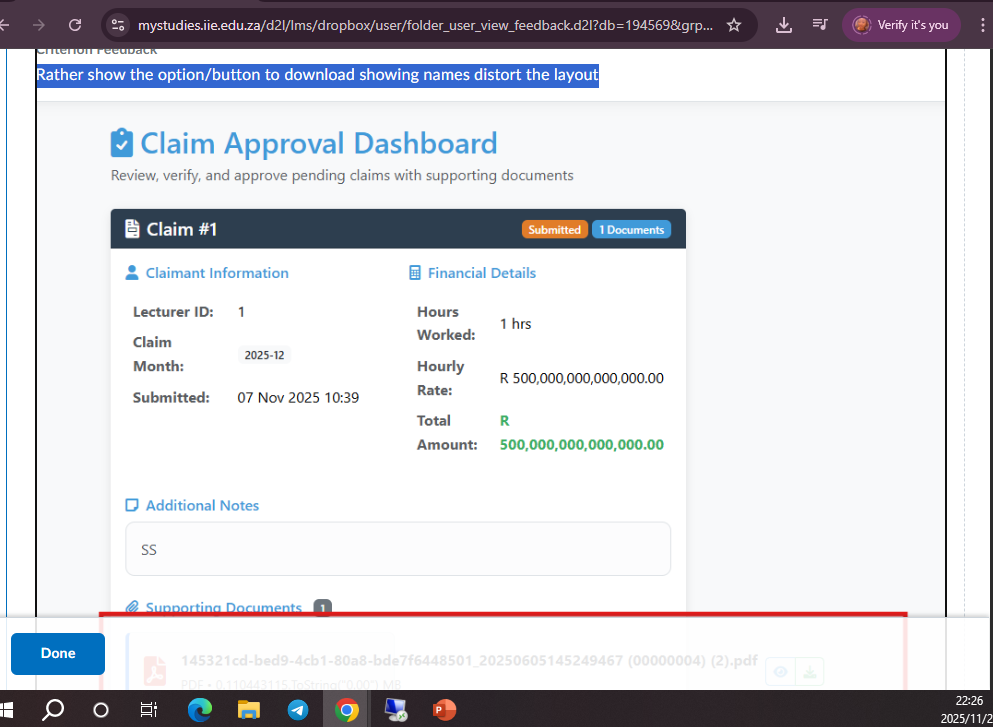 mystudies.iie.edu.za/d2l/lms/dropbox/user/folder_user_view_feedback.d2l?db=194569&grp...
Verify it's you
Criterion Feedback
Rather show the option/button to download showing names distort the layout
Claim Approval Dashboard
Review, verify, and approve pending claims with supporting documents
Claim #1
Submitted
1 Documents
Claimant Information
Financial Details
Lecturer ID: 1
Claim
Month: 2025-12
Submitted: 07 Nov 2025 10:39
Hours
Worked: 1 hrs
Hourly
Rate: R 500,000,000,000,000.00
Total
Amount: R
500,000,000,000,000.00
Additional Notes
SS
Supporting Documents 1
145321cd-bed9-4cb1-80a8-bde7f6448501_20250605145249467 (00000004) (2).pdf
PDF • 0,110443115.ToString("0.00") MB
Done
22:26
2025/11/2